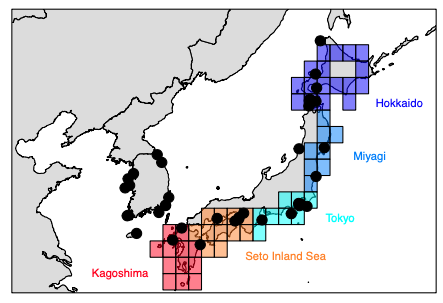 Hokkaido
Miyagi
Tokyo
Seto Inland Sea
Kagoshima